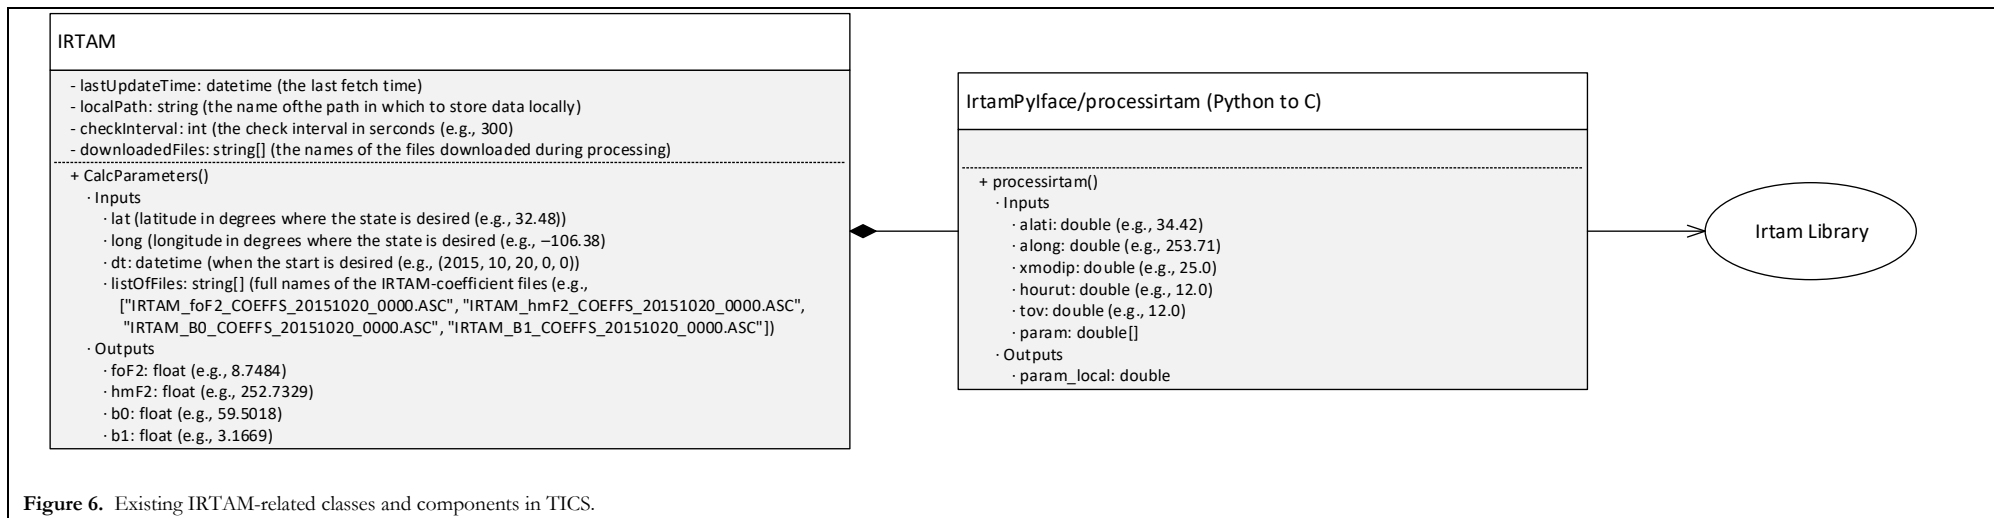 IRTAM
- lastUpdateTime: datetime (the last fetch time)
- localPath: string (the name ofthe path in which to store data locally)
- checkInterval: int (the check interval in serconds (e.g., 300)
- downloadedFiles: string[] (the names of the files downloaded during processing)
+ CalcParameters()
· Inputs
· lat (latitude in degrees where the state is desired (e.g., 32.48))
· long (longitude in degrees where the state is desired (e.g., –106.38)
· dt: datetime (when the start is desired (e.g., (2015, 10, 20, 0, 0))
· listOfFiles: string[] (full names of the IRTAM-coefficient files (e.g.,
["IRTAM_foF2_COEFFS_20151020_0000.ASC", "IRTAM_hmF2_COEFFS_20151020_0000.ASC",
"IRTAM_B0_COEFFS_20151020_0000.ASC", "IRTAM_B1_COEFFS_20151020_0000.ASC"])
· Outputs
· foF2: float (e.g., 8.7484)
· hmF2: float (e.g., 252.7329)
· b0: float (e.g., 59.5018)
· b1: float (e.g., 3.1669)
IrtamPyIface/processirtam (Python to C)
+ processirtam()
· Inputs
· alati: double (e.g., 34.42)
· along: double (e.g., 253.71)
· xmodip: double (e.g., 25.0)
· hourut: double (e.g., 12.0)
· tov: double (e.g., 12.0)
· param: double[]
· Outputs
· param_local: double
Irtam Library
Figure 6. Existing IRTAM-related classes and components in TICS.